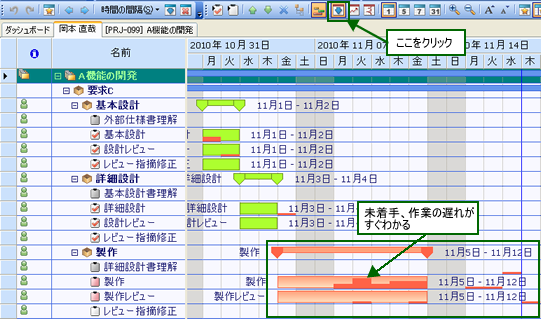 時間の間隔(S)
1 5 7 31
ここをクリック
ダッシュボード 岡本 直哉 [PRJ-099] A機能の開発
名前
2010年 10月 31日 2010年 11月 07日 2010年 11月 14日
月 火 水 木 金 土 日 月 火 水 木 金 土 日 月 火 水 木
A機能の開発
要求C
基本設計 11月1日 - 11月2日
外部仕様書理解
基本設計 11月1日 - 11月2日
設計レビュー 11月1日 - 11月2日
レビュー指摘修正 11月1日 - 11月2日
詳細設計 詳細設計 11月3日 - 11月4日
基本設計書理解
詳細設計 詳細設計 11月3日 - 11月
設計レビュー 設計レビュー 11月3日 - 11月
レビュー指摘修正
未着手、作業の遅れが
すぐわかる
製作 製作 11月5日 - 11月12日
詳細設計書理解
製作 製作 11月5日 - 11月12日
製作レビュー 製作レビュー 11月5日 - 11月12日
レビュー指摘修正